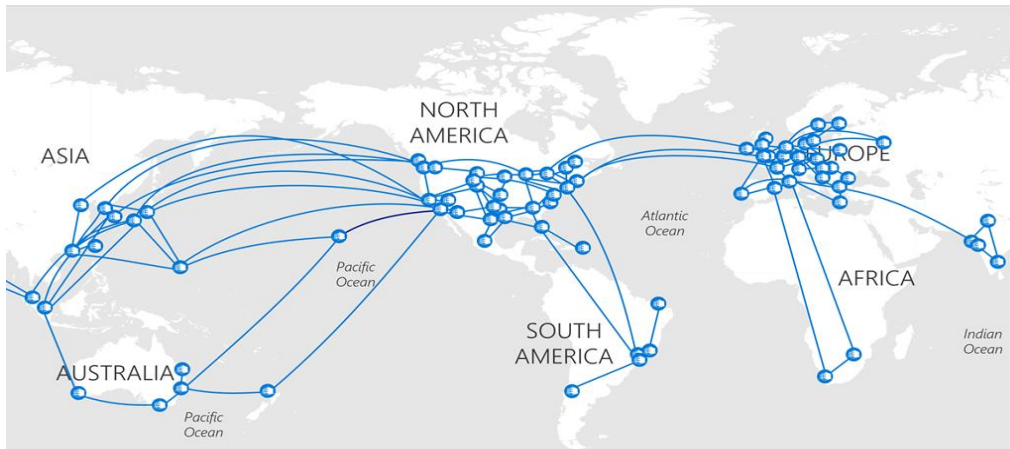 NORTH
AMERICA
ASIA
EUROPE
Atlantic
Ocean
Pacific
Ocean
AFRICA
SOUTH
AMERICA
Indian
Ocean
AUSTRALIA
Pacific
Ocean